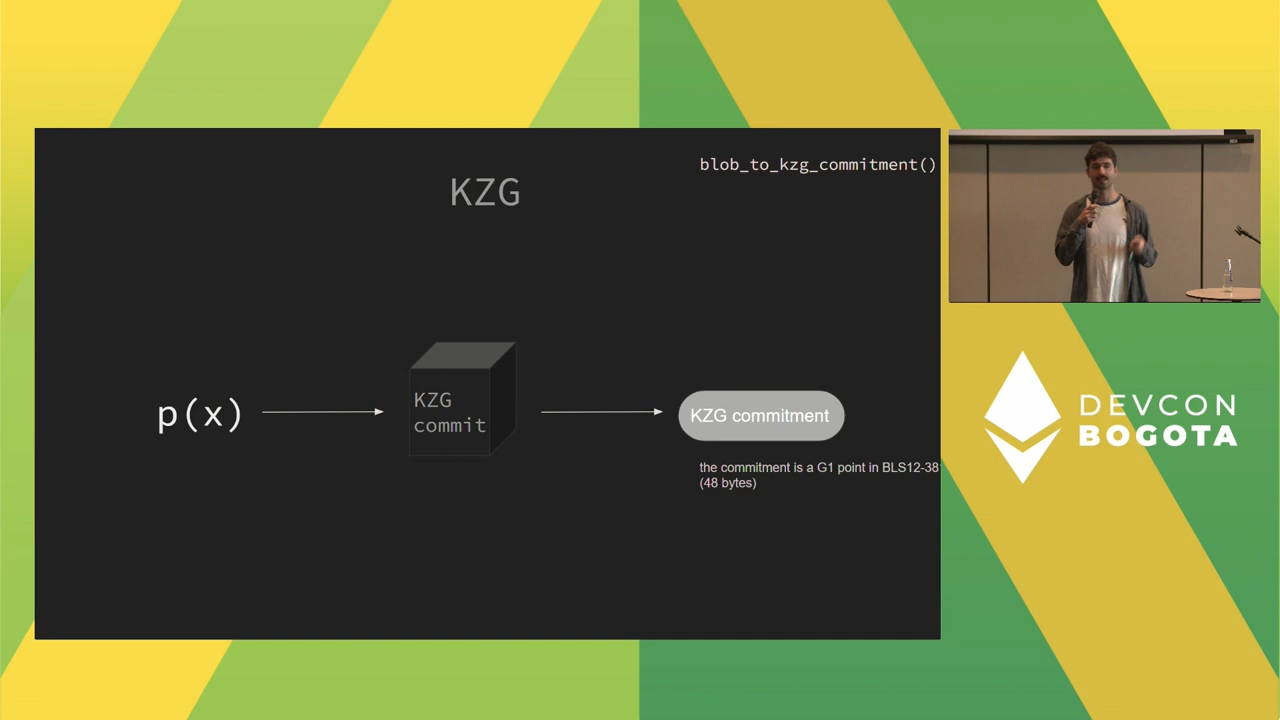 blob_to_kzg_commitment()
KZG
p(x)
KZG
commit
KZG commitment
the commitment is a G1 point in BLS12-38
(48 bytes)
DEVCON
BOGOTA